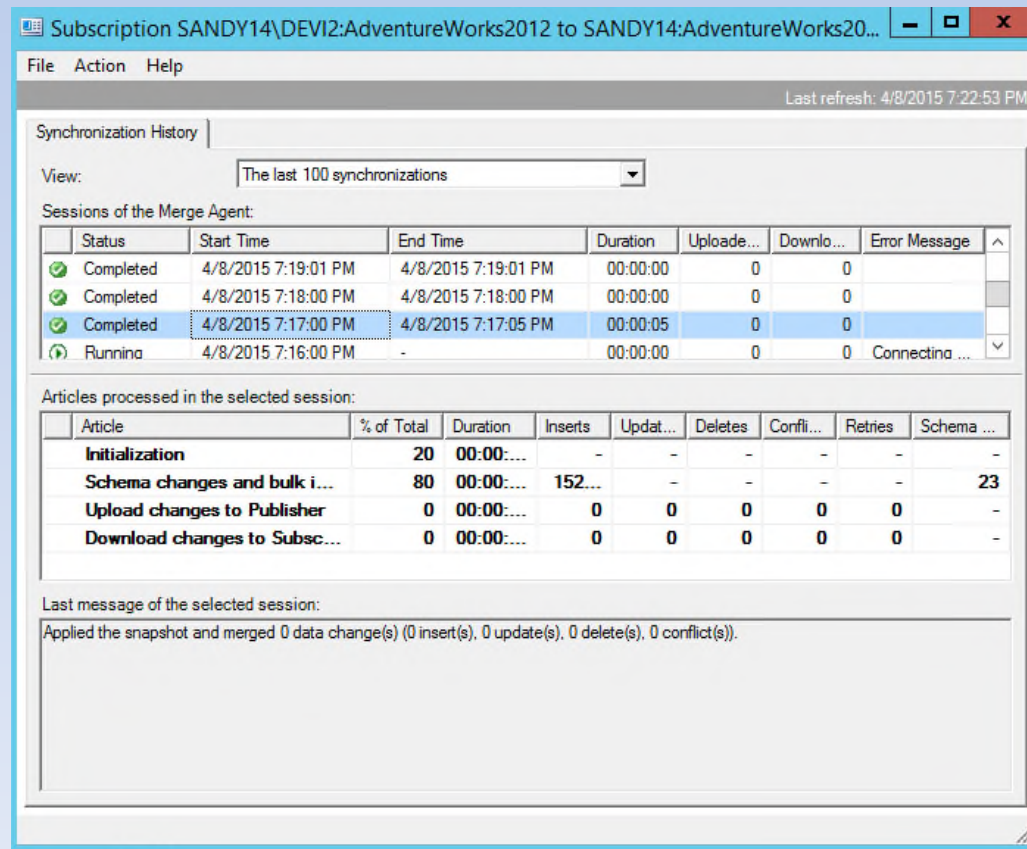 Subscription SANDY14\DEVI2:AdventureWorks2012 to SANDY14:AdventureWorks20...
File Action Help
Last refresh: 4/8/2015 7:22:53 PM
Synchronization History
View: The last 100 synchronizations
Sessions of the Merge Agent:
Status Start Time End Time Duration Uploade... Downlo... Error Message
Completed 4/8/2015 7:19:01 PM 4/8/2015 7:19:01 PM 00:00:00 0 0
Completed 4/8/2015 7:18:00 PM 4/8/2015 7:18:00 PM 00:00:00 0 0
Completed 4/8/2015 7:17:00 PM 4/8/2015 7:17:05 PM 00:00:05 0 0
Running 4/8/2015 7:16:00 PM - 00:00:00 0 0 Connecting ...
Articles processed in the selected session:
Article % of Total Duration Inserts Updat... Deletes Confli... Retries Schema ...
Initialization 20 00:00:... - - - - - -
Schema changes and bulk i... 80 00:00:... 152... - - - - 23
Upload changes to Publisher 0 00:00:... 0 0 0 0 0 -
Download changes to Subsc... 0 00:00:... 0 0 0 0 0 -
Last message of the selected session:
Applied the snapshot and merged 0 data change(s) (0 insert(s), 0 update(s), 0 delete(s), 0 conflict(s)).